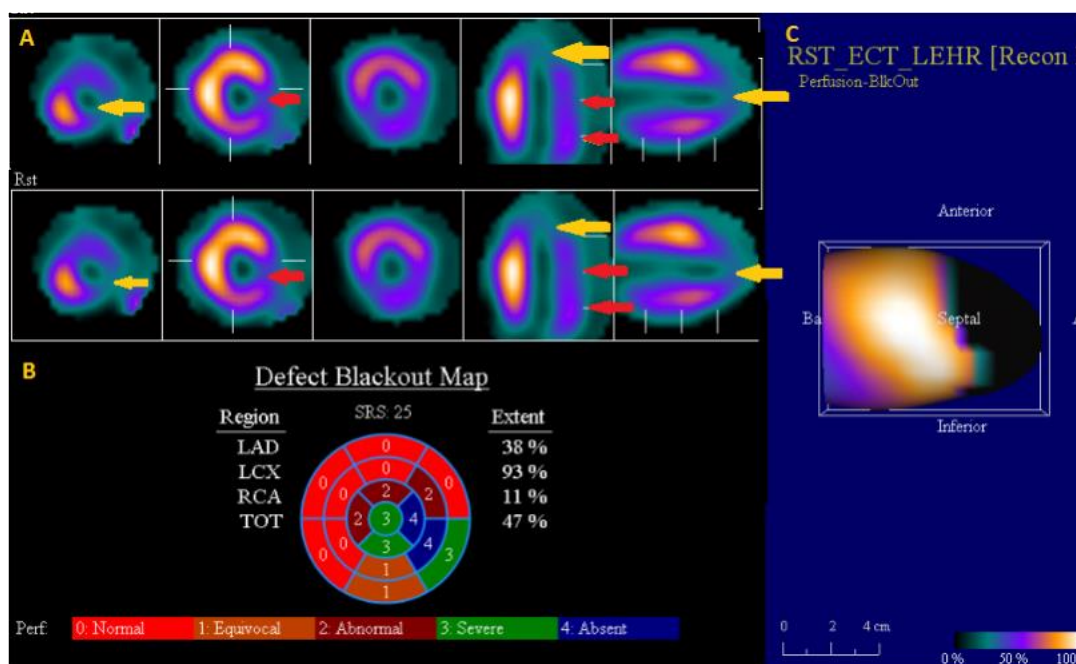 A
Rst
B
Defect Blackout Map
Region SRS: 25 Extent
LAD 38 %
LCX 93 %
RCA 11 %
TOT 47 %
0
0
0 0 2 2 0
2 3 4
0 0 3 4 3
1
1
Perf: 0: Normal 1: Equivocal 2: Abnormal 3: Severe 4: Absent
C
RST_ECT_LEHR [Recon
Perfusion-BlkOut
Anterior
Ba Septal
Inferior
0 2 4 cm
0 % 50 % 100